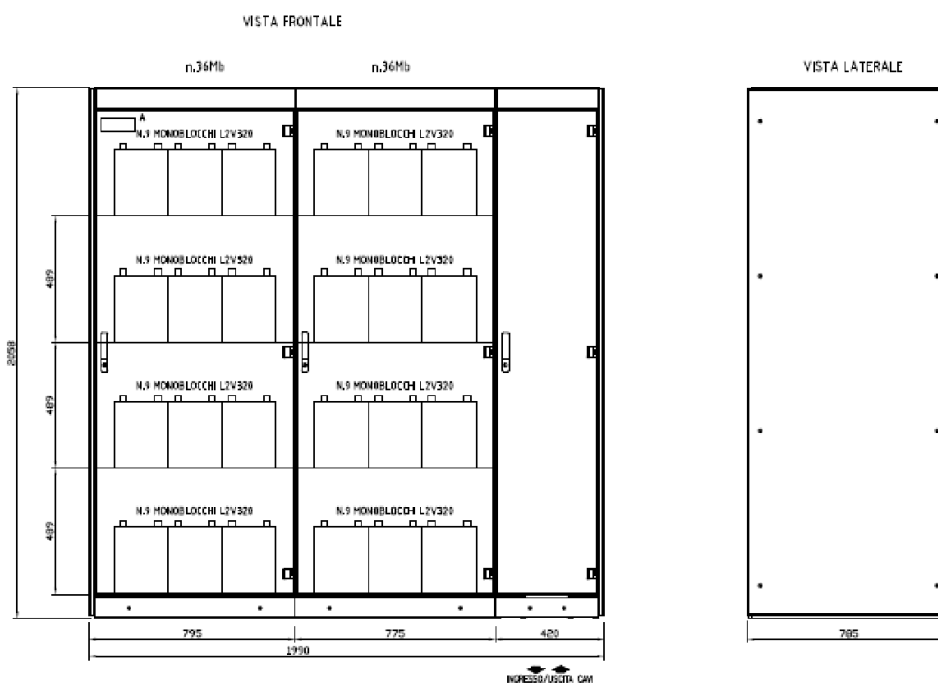 VISTA FRONTALE
n.36Mb
n.36Mb
VISTA LATERALE
A
N.9 MONOBLOCCHI L2V320
N.9 MONOBLOCCHI L2V320
N.9 MONOBLOCCHI L2V320
N.9 MONOBLOCCHI L2V320
489
2058
N.9 MONOBLOCCHI L2V320
N.9 MONOBLOCCHI L2V320
489
N.9 MONOBLOCCHI L2V320
N.9 MONOBLOCCHI L2V320
489
795
775
420
785
1990
INGRESSO/USCITA CAVI